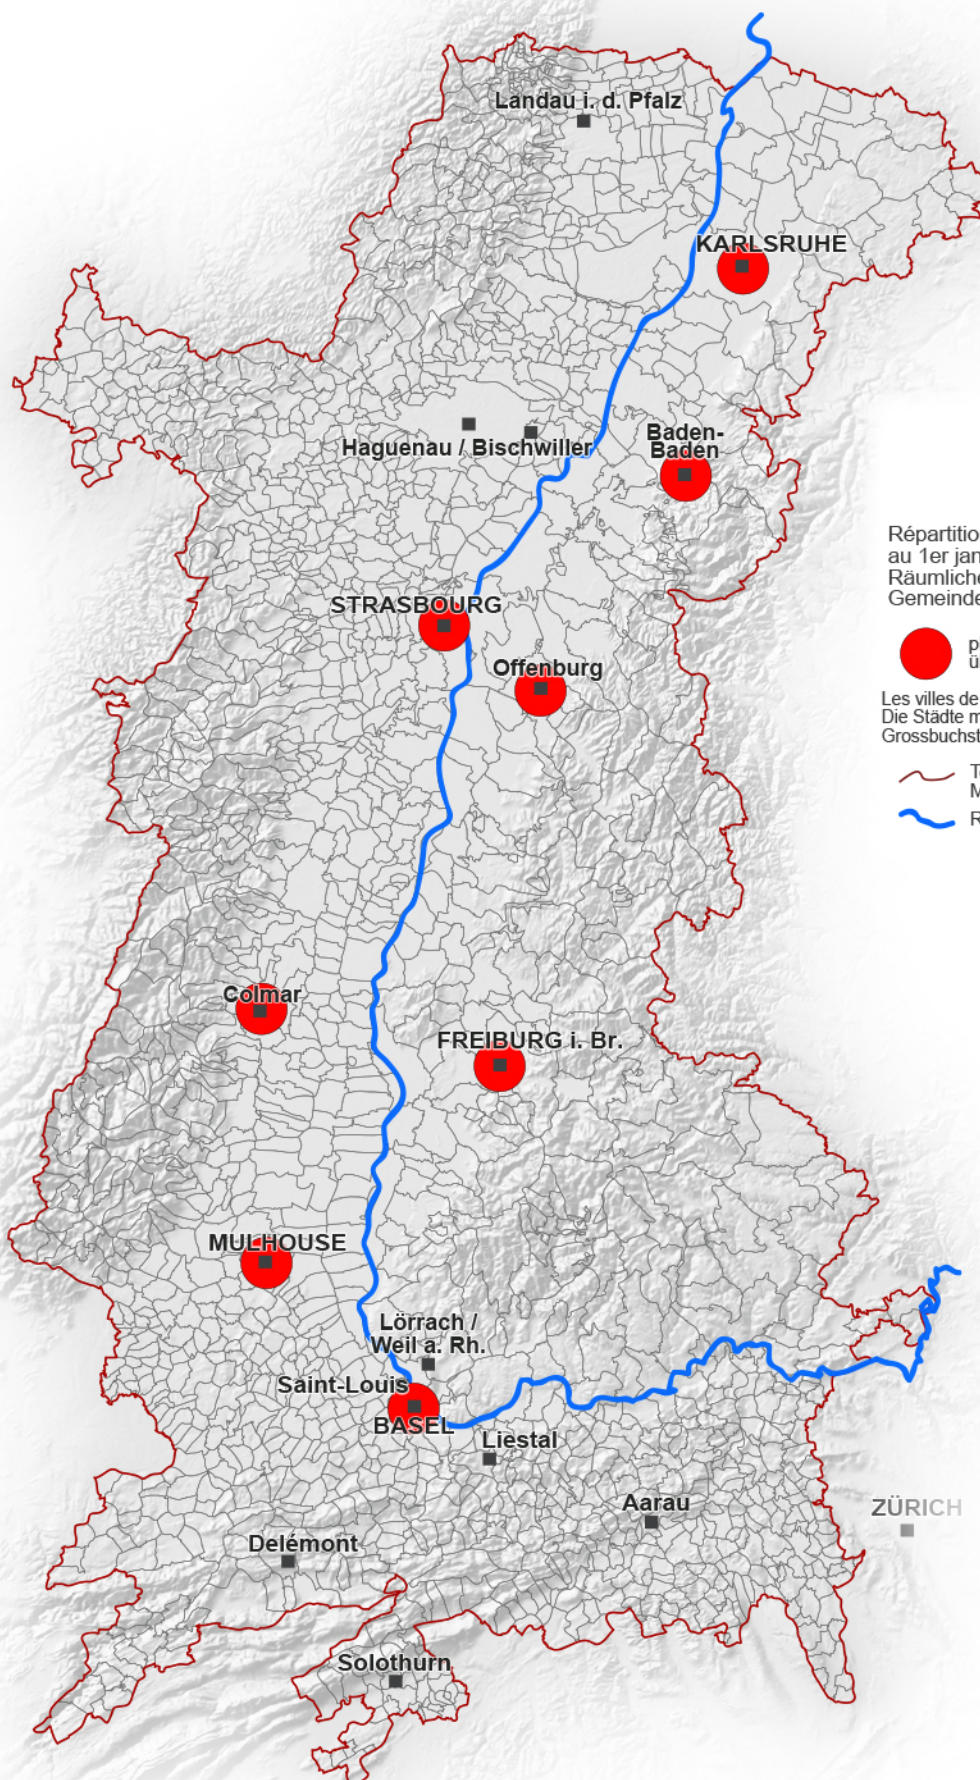 Landau i. d. Pfalz
KARLSRUHE
Haguenau / Bischwiller
Baden-
Baden
Répartitio
au 1er jan
Räumliche
Gemeinde
STRASBOURG
Offenburg
Les villes de
Die Städte m
Grossbuchst
Colmar
FREIBURG i. Br.
MULHOUSE
Lörrach /
Weil a. Rh.
Saint-Louis
BASEL
Liestal
Aarau
ZÜRICH
Delémont
Solothurn